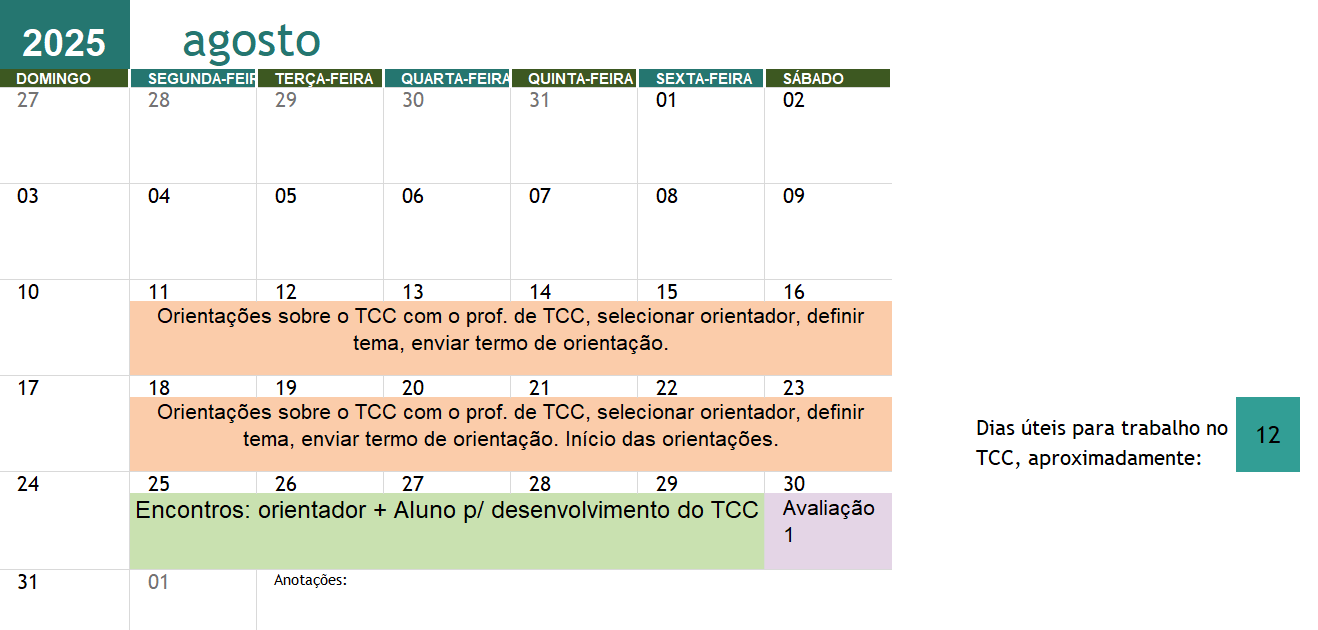 2025 agosto
DOMINGO SEGUNDA-FEIR TERÇA-FEIRA QUARTA-FEIRA QUINTA-FEIRA SEXTA-FEIRA SÁBADO
27 28 29 30 31 01 02
03 04 05 06 07 08 09
10 11 12 13 14 15 16
Orientações sobre o TCC com o prof. de TCC, selecionar orientador, definir
tema, enviar termo de orientação.
17 18 19 20 21 22 23
Orientações sobre o TCC com o prof. de TCC, selecionar orientador, definir
tema, enviar termo de orientação. Início das orientações.
Dias úteis para trabalho no
TCC, aproximadamente:
12
24 25 26 27 28 29 30
Encontros: orientador + Aluno p/ desenvolvimento do TCC
Avaliação
1
31 01 Anotações: